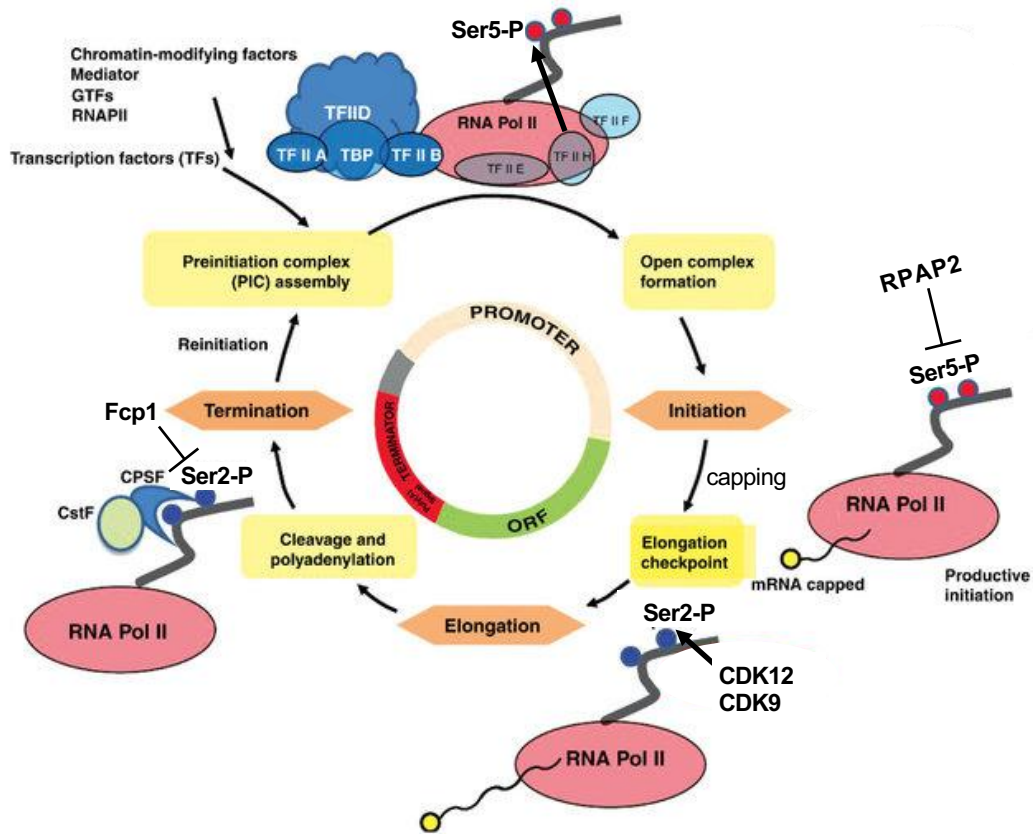 Chromatin-modifying factors
Mediator
GTFs
RNAPII
Transcription factors (TFs)
Ser5-P
TFIID
TF II A
TBP
TF II B
RNA Pol II
TF II E
TF II H
TF II F
Preinitiation complex
(PIC) assembly
Open complex
formation
RPAP2
Ser5-P
Reinitiation
PROMOTER
TERMINATOR
Poly(A)
signal
ORF
Termination
Initiation
Fcp1
Ser2-P
CPSF
CstF
capping
RNA Pol II
Cleavage and
polyadenylation
Elongation
checkpoint
mRNA capped
Productive
initiation
Elongation
Ser2-P
RNA Pol II
CDK12
CDK9
RNA Pol II